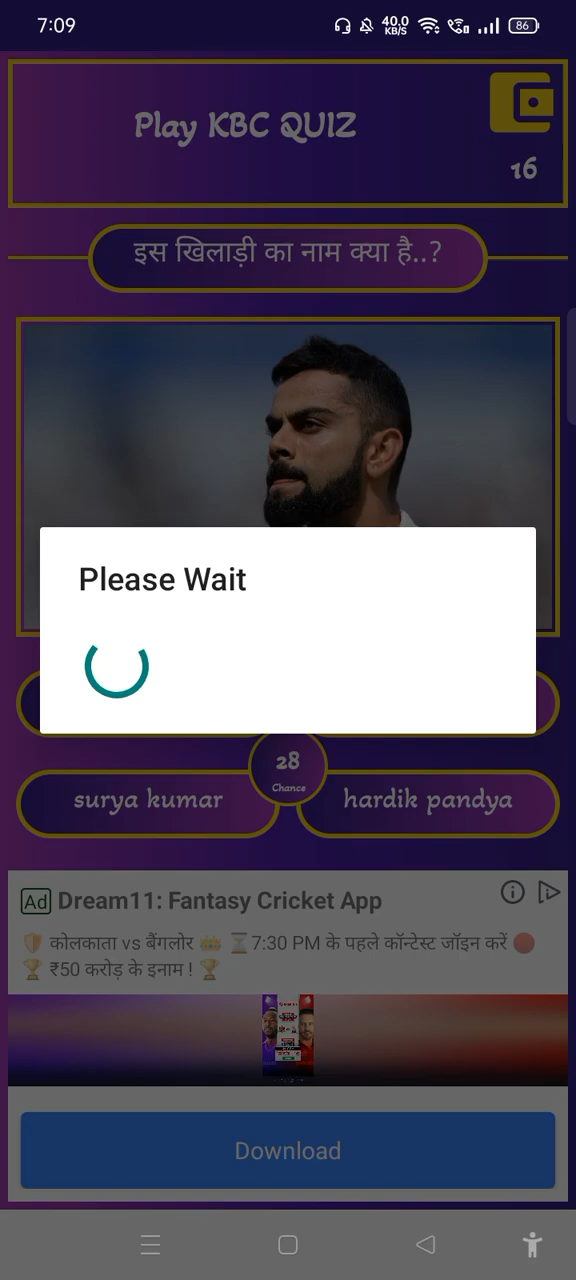 7:09
40.0
KB/S
86
Play KBC QUIZ
16
इस खिलाड़ी का नाम क्या है..?
Please Wait
28
Chance
surya kumar
hardik pandya
Ad Dream11: Fantasy Cricket App
कोलकाता vs बैंगलोर 👑 ⏳7:30 PM के पहले कॉन्टेस्ट जॉइन करें 🔴
🏆 ₹50 करोड़ के इनाम ! 🏆
Download